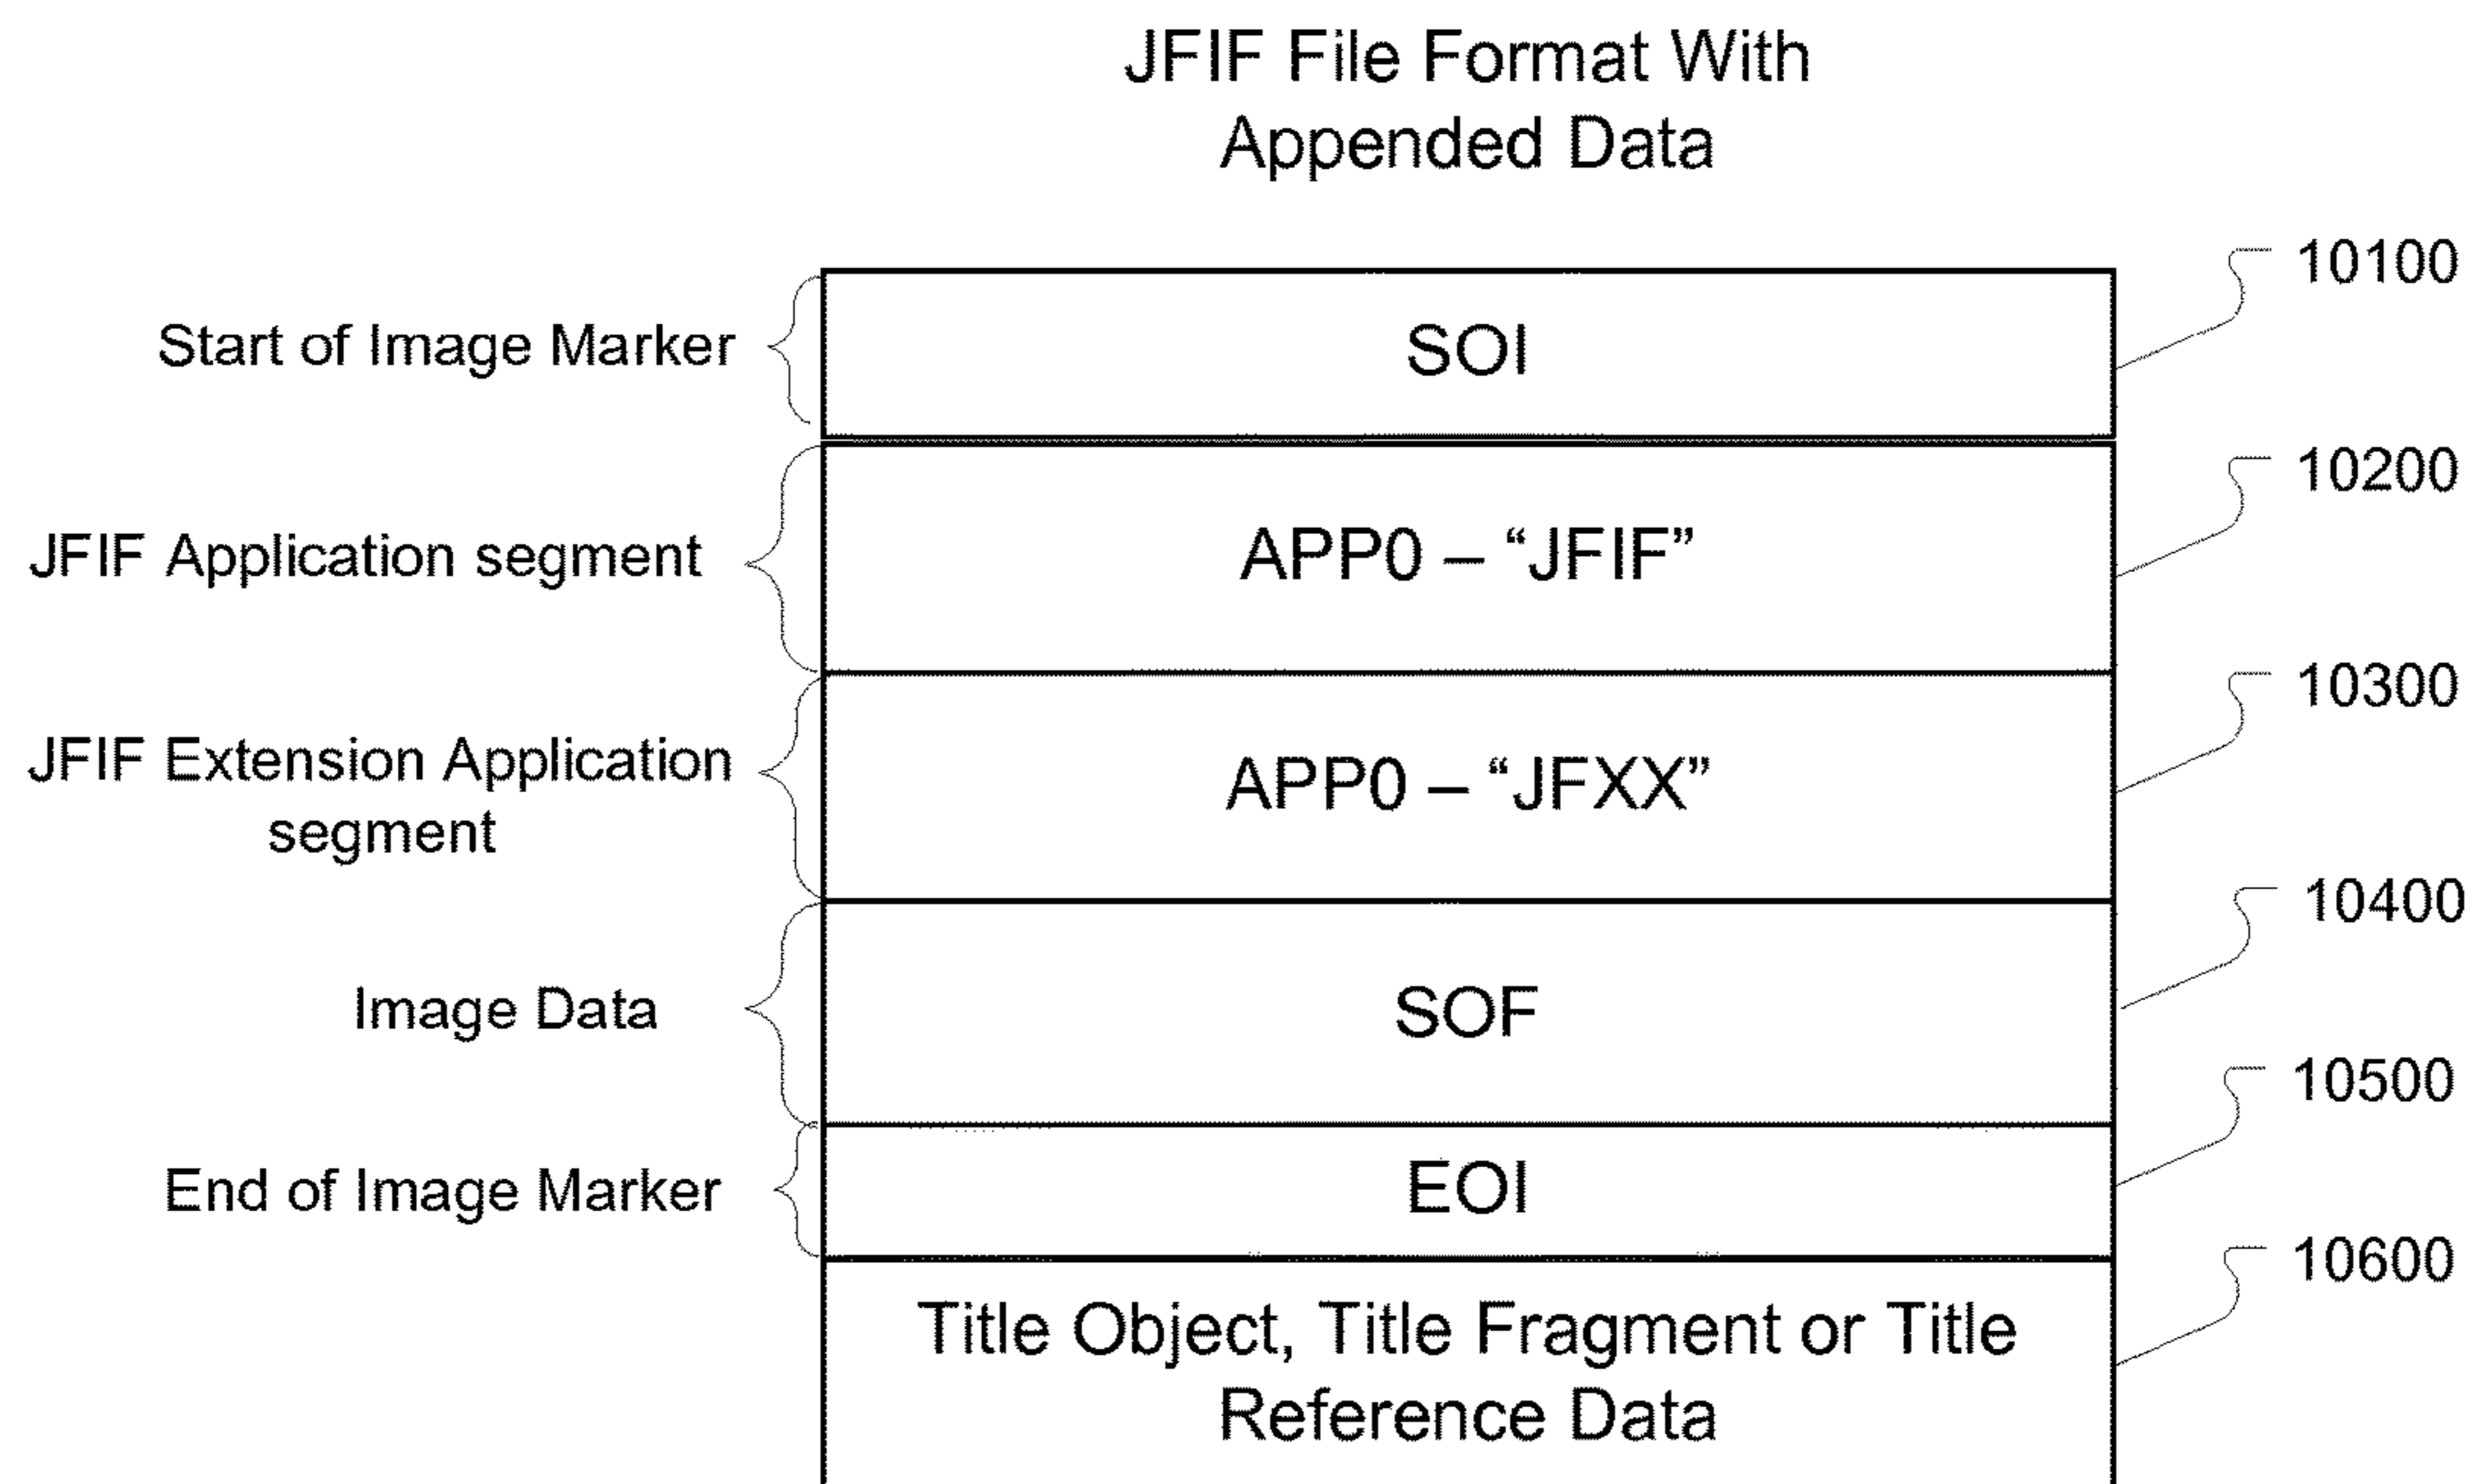 JFIF File Format With
Appended Data
10100
Start of Image Marker
SOI
10200
JFIF Application segment
APP0 – “JFIF”
10300
JFIF Extension Application
segment
APP0 – “JFXX”
10400
Image Data
SOF
10500
End of Image Marker
EOI
10600
Title Object, Title Fragment or Title
Reference Data